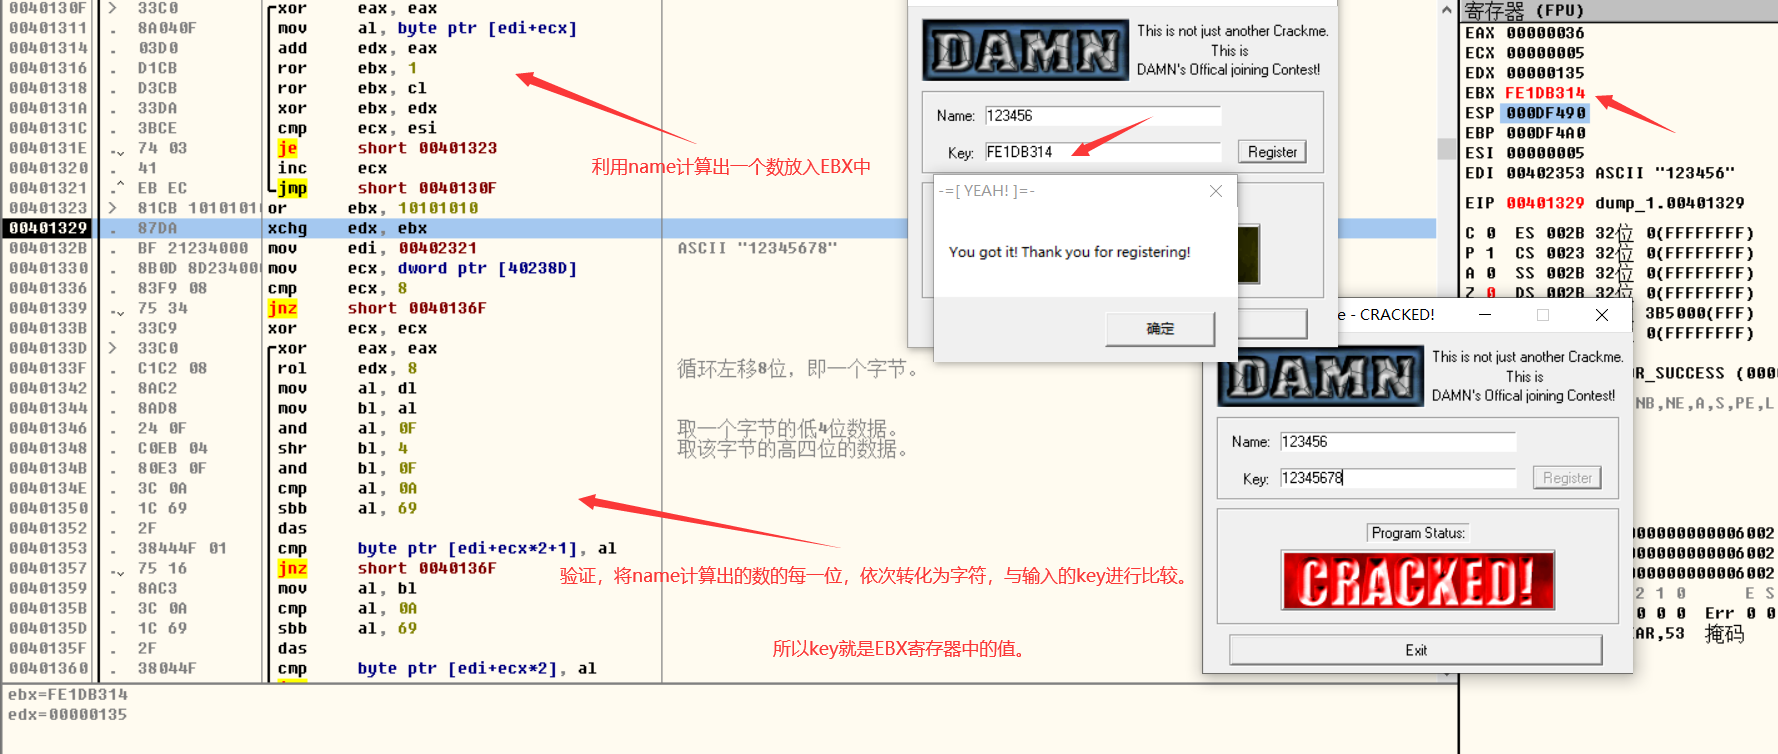 0040130F > 33C0 xor eax, eax
00401311 . 8A040F mov al, byte ptr [edi+ecx]
00401314 . 03D0 add edx, eax
00401316 . D1CB ror ebx, 1
00401318 . D3CB ror ebx, cl
0040131A . 33DA xor ebx, edx
0040131C . 3BCE cmp ecx, esi
0040131E . 74 03 je short 00401323
00401320 . 41 inc ecx
00401321 .^ EB EC jmp short 0040130F
00401323 > 81CB 10101010 or ebx, 10101010
00401329 . 87DA xchg edx, ebx
0040132B . BF 21234000 mov edi, 00402321 ASCII "12345678"
00401330 . 8B0D 8D234000 mov ecx, dword ptr [40238D]
00401336 . 83F9 08 cmp ecx, 8
00401339 . 75 34 jnz short 0040136F
0040133B . 33C9 xor ecx, ecx
0040133D > 33C0 xor eax, eax
0040133F . C1C2 08 rol edx, 8 循环左移8位，即一个字节。
00401342 . 8AC2 mov al, dl
00401344 . 8AD8 mov bl, al
00401346 . 24 0F and al, 0F 取一个字节的低4位数据。
00401348 . C0EB 04 shr bl, 4 取该字节的高四位的数据。
0040134B . 80E3 0F and bl, 0F
0040134E . 3C 0A cmp al, 0A
00401350 . 1C 69 sbb al, 69
00401352 . 2F das
00401353 . 38444F 01 cmp byte ptr [edi+ecx*2+1], al
00401357 . 75 16 jnz short 0040136F
00401359 . 8AC3 mov al, bl
0040135B . 3C 0A cmp al, 0A
0040135D . 1C 69 sbb al, 69
0040135F . 2F das
00401360 . 38044F cmp byte ptr [edi+ecx*2], al
利用name计算出一个数放入EBX中
验证，将name计算出的数的每一位，依次转化为字符，与输入的key进行比较。
所以key就是EBX寄存器中的值。
ebx=FE1DB314
edx=00000135
DAMN
This is not just another Crackme.
This is
DAMN's Offical joining Contest!
Name: 123456
Key: FE1DB314 Register
-=[ YEAH! ]=-
You got it! Thank you for registering!
确定
e - CRACKED!
DAMN
This is not just another Crackme.
This is
DAMN's Offical joining Contest!
Name: 123456
Key: 12345678 Register
Program Status:
CRACKED!
Exit
寄存器 (FPU)
EAX 00000036
ECX 00000005
EDX 00000135
EBX FE1DB314
ESP 000DF490
EBP 000DF4A0
ESI 00000005
EDI 00402353 ASCII "123456"
EIP 00401329 dump_1.00401329
C 0 ES 002B 32位 0(FFFFFFFF)
P 1 CS 0023 32位 0(FFFFFFFF)
A 0 SS 002B 32位 0(FFFFFFFF)
Z 0 DS 002B 32位 0(FFFFFFFF)
3B5000(FFF)
0(FFFFFFFF)
OR_SUCCESS (000
NB,NE,A,S,PE,L
000000000006002
000000000006002
000000000006002
2 1 0 E S
0 0 0 Err 0 0
AR,53 掩码